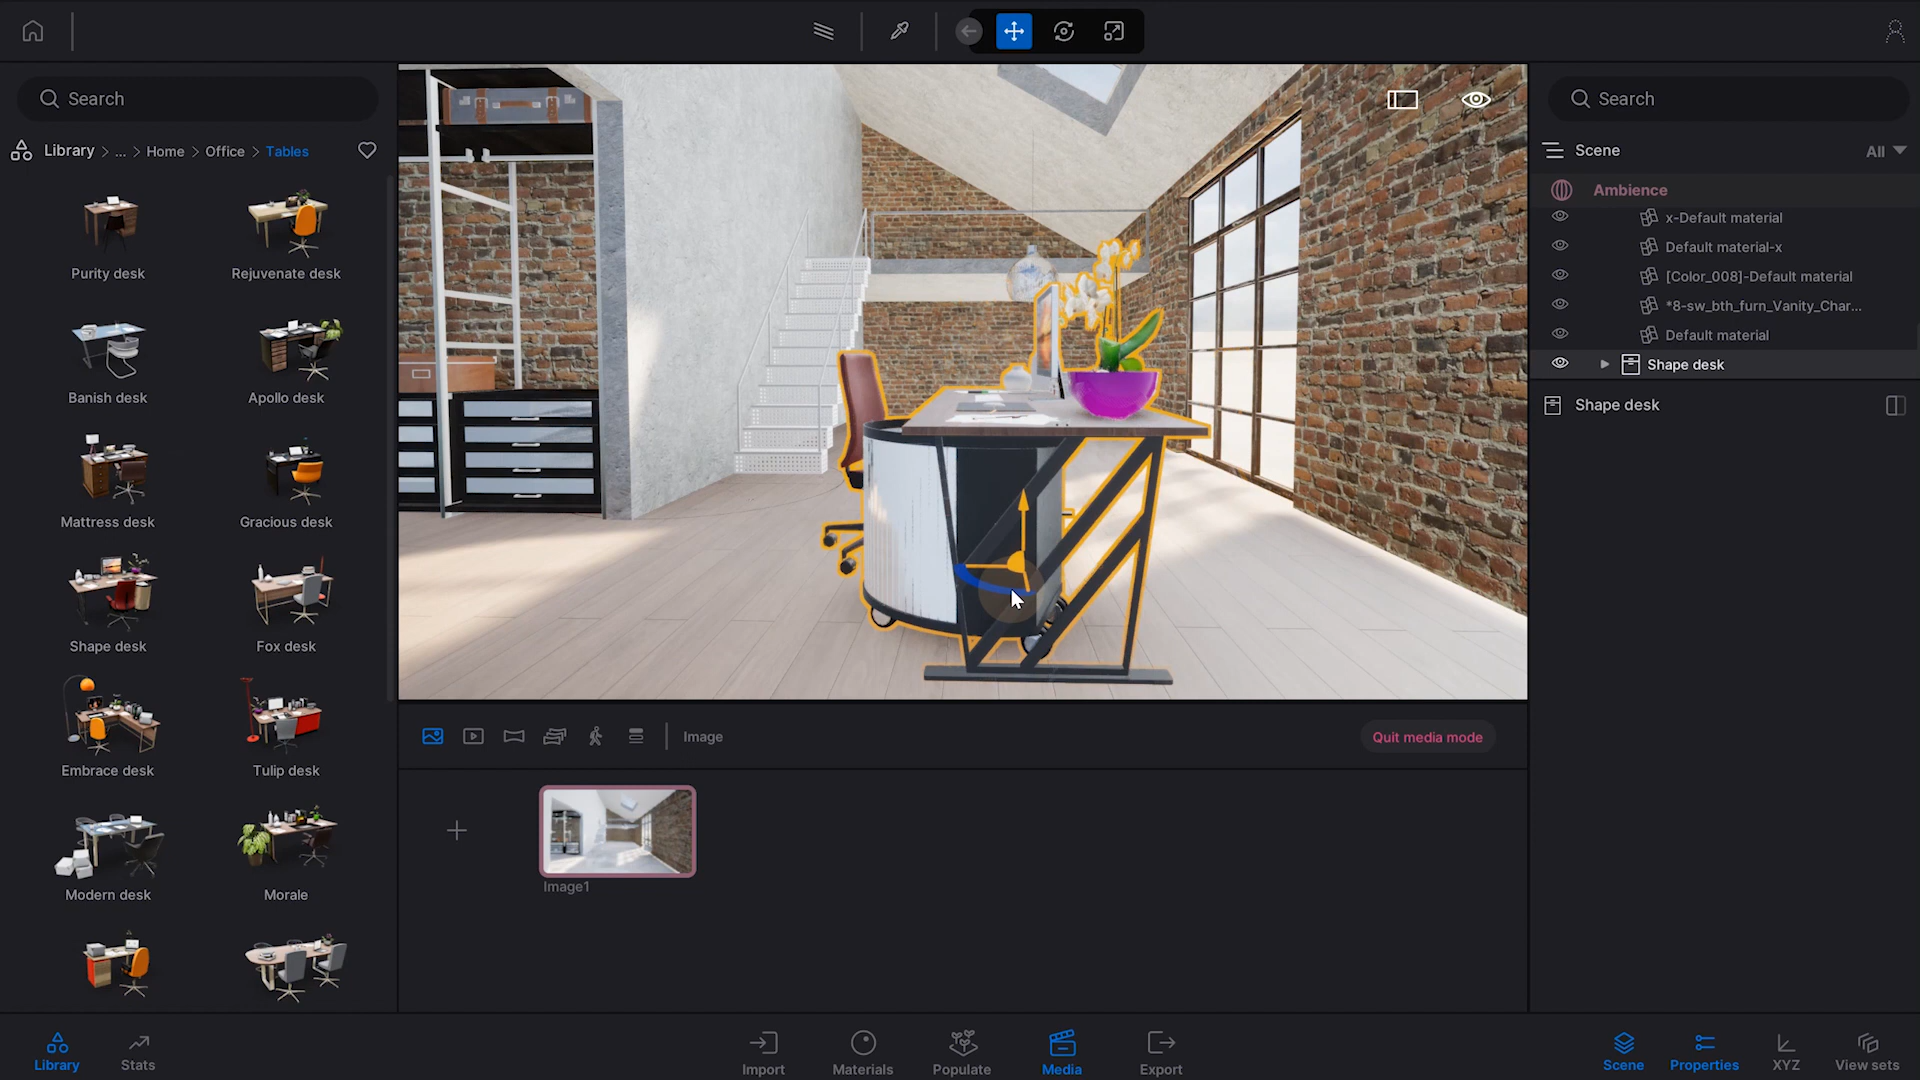 Search
Library > ... > Home > Office > Tables
Purity desk
Rejuvenate desk
Banish desk
Apollo desk
Mattress desk
Gracious desk
Shape desk
Fox desk
Embrace desk
Tulip desk
Modern desk
Morale
Image
Quit media mode
Image1
Search
Scene
All
Ambience
x-Default material
Default material-x
[Color_008]-Default material
*8-sw_bth_furn_Vanity_Char...
Default material
Shape desk
Shape desk
Library
Stats
Import
Materials
Populate
Media
Export
Scene
Properties
XYZ
View sets